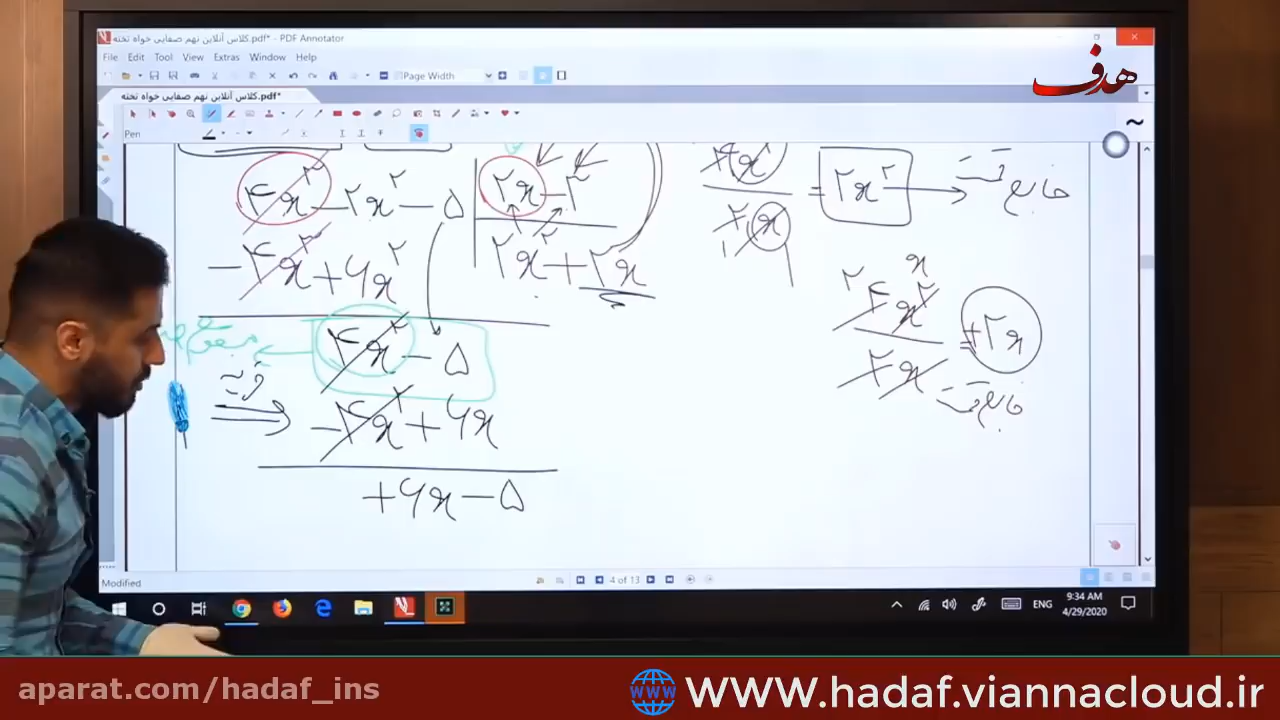 هدف
کلاس آنلاین نهم صفایی خواه تخته.pdf* - PDF Annotator
File Edit Tool View Extras Window Help
Page Width
کلاس آنلاین نهم صفایی خواه تخته.pdf*
Pen
۴x³ - ۲x² - ۵
۲x - ۳
- ۴x³ + ۶x²
۲x² + ۲x
= ۲x²
خارج قسمت
۴x² - ۵
۴x²
۲x
= +۲x
خارج قسمت
قرینه
- ۴x² + ۶x
+۶x - ۵
4 of 13
Modified
ENG
9:34 AM
4/29/2020
aparat.com/hadaf_ins
WWW
WWW.hadaf.viannacloud.ir